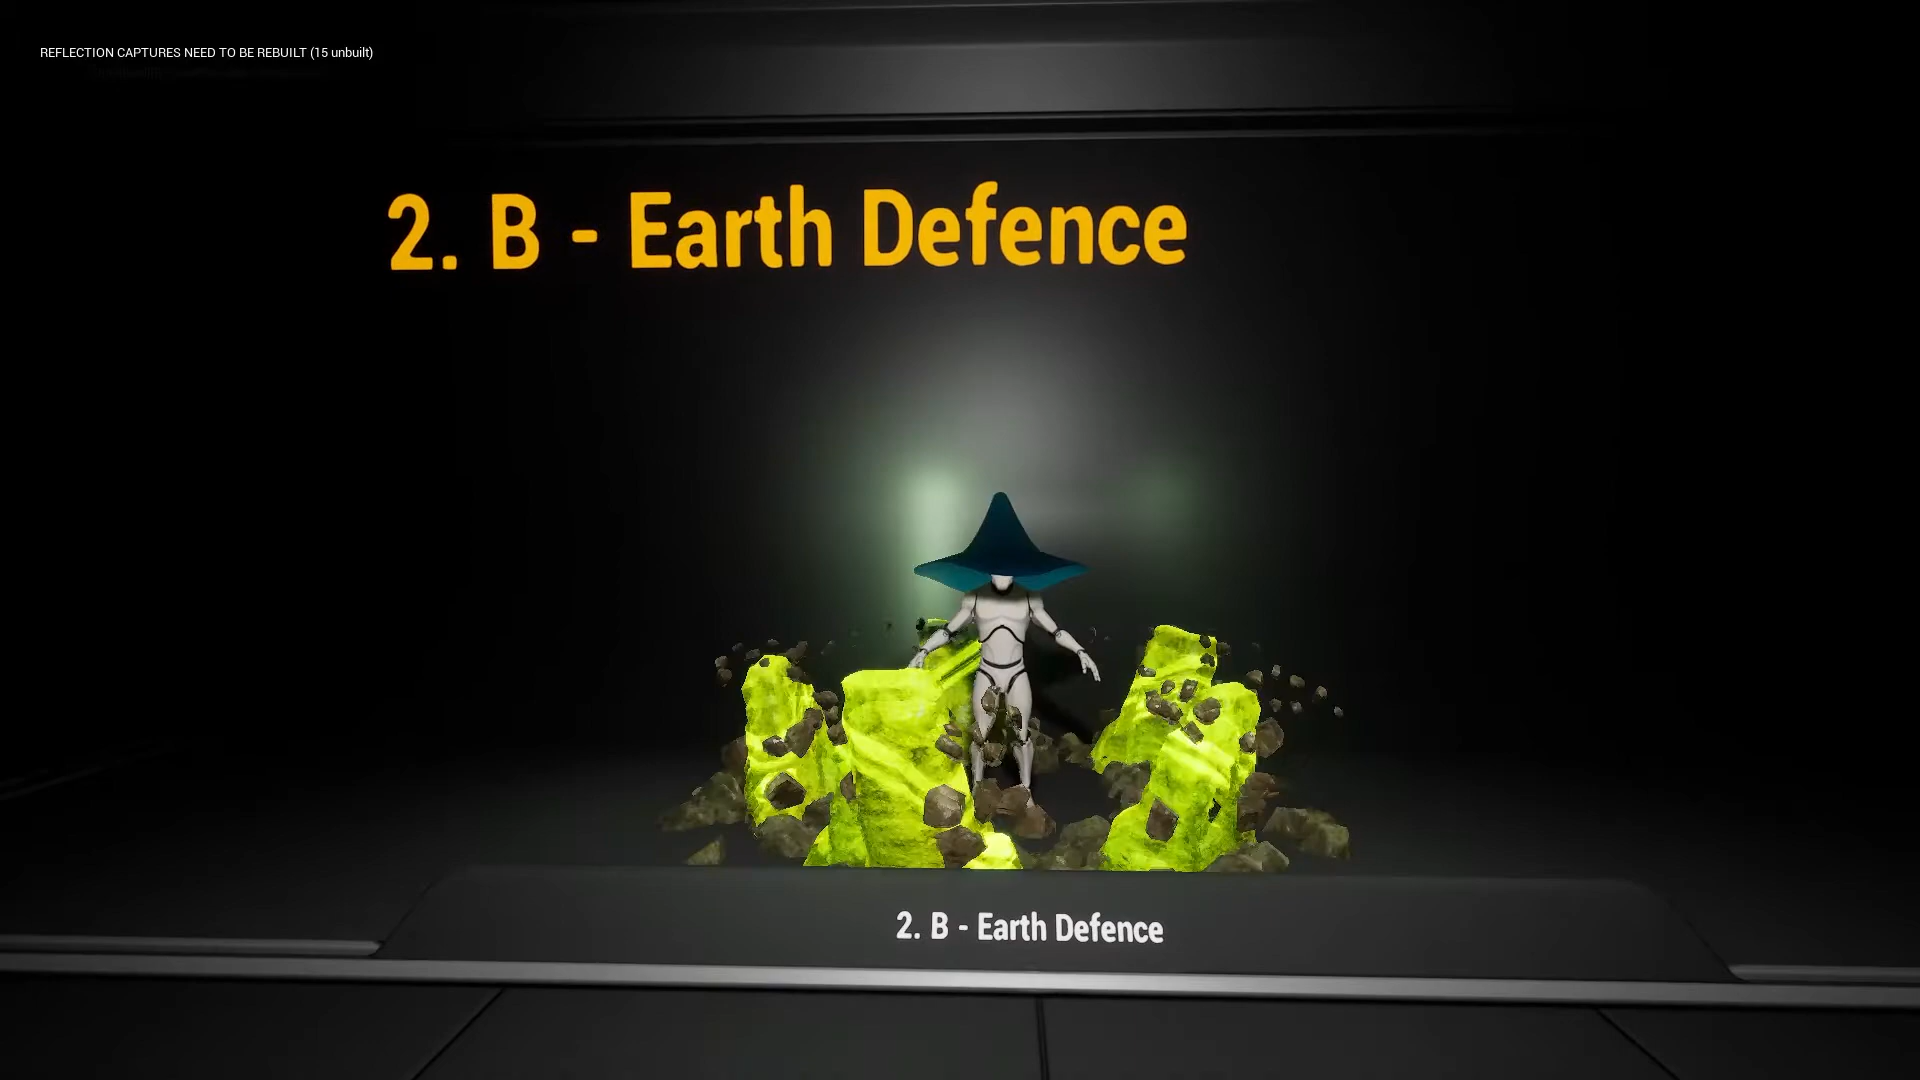 REFLECTION CAPTURES NEED TO BE REBUILT (15 unbuilt)
2. B - Earth Defence
2. B - Earth Defence